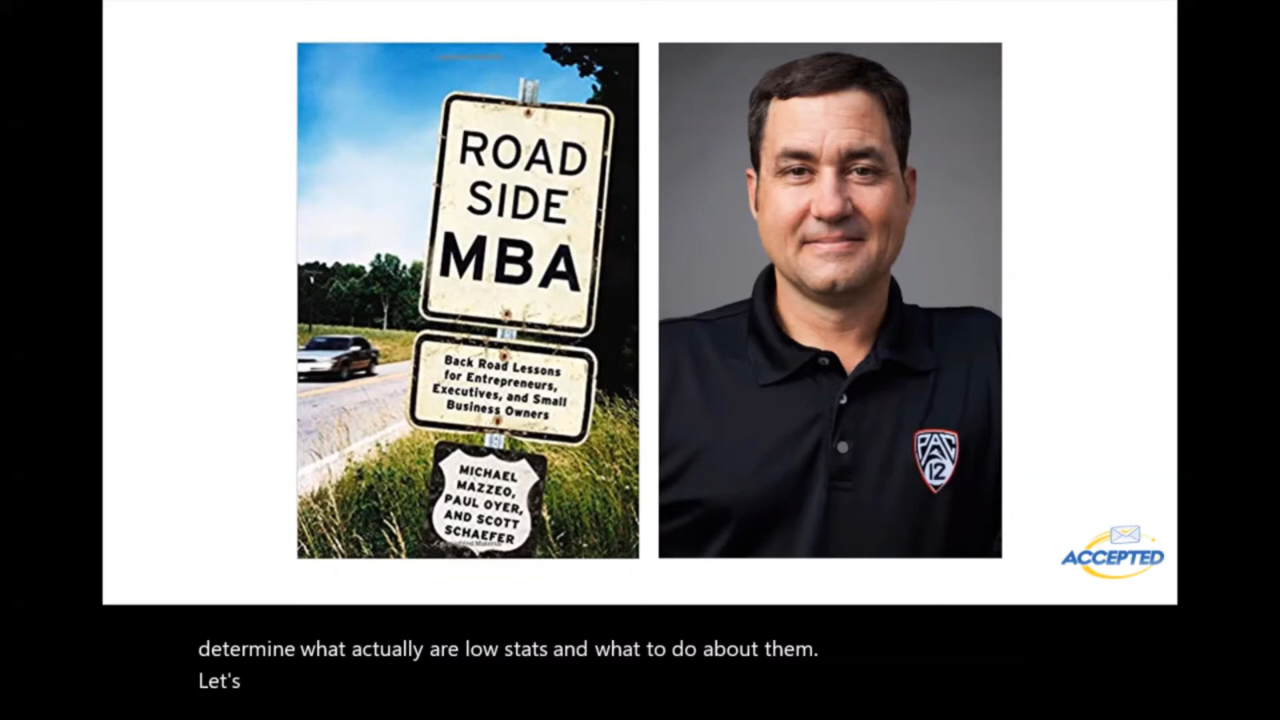 ROAD
SIDE
MBA
Back Road Lessons
for Entrepreneurs,
Executives, and Small
Business Owners
MICHAEL
MAZZEO,
PAUL OYER,
AND SCOTT
SCHAEFER
PAC
12
ACCEPTED
determine what actually are low stats and what to do about them.
Let's